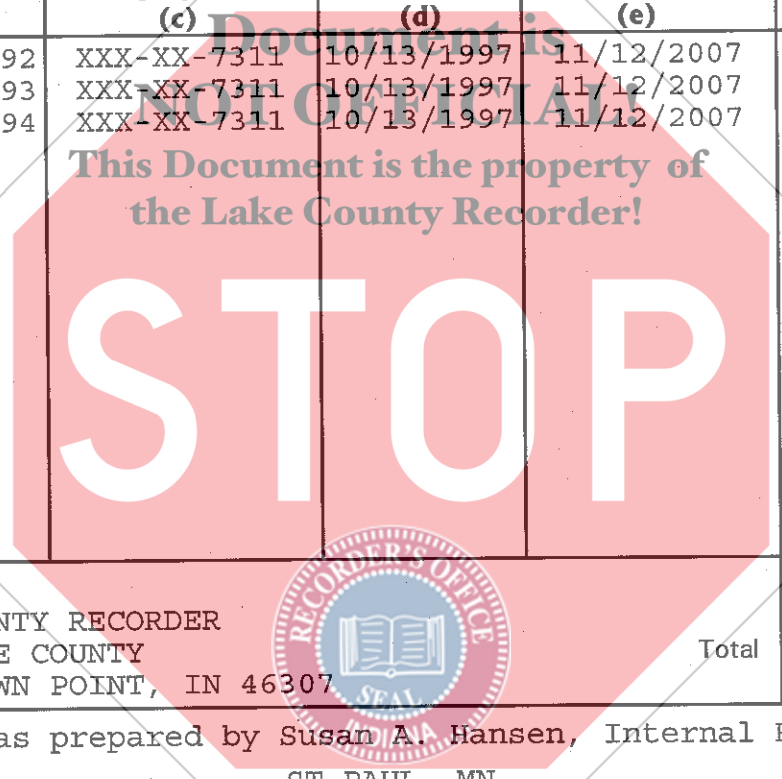 (c) (d) (e)
Document is
92 XXX-XX-7311 10/13/1997 11/12/2007
93 XXX-XX-7311 10/13/1997 11/12/2007
NOT OFFICIAL!
94 XXX-XX-7311 10/13/1997 11/12/2007
This Document is the property of
the Lake County Recorder!
STOP
RECORDER'S OFFICE
NTY RECORDER
E COUNTY
Total
WN POINT, IN 46307
SEAL
INDIANA
as prepared by Susan A. Hansen, Internal
ST PAUL, MN